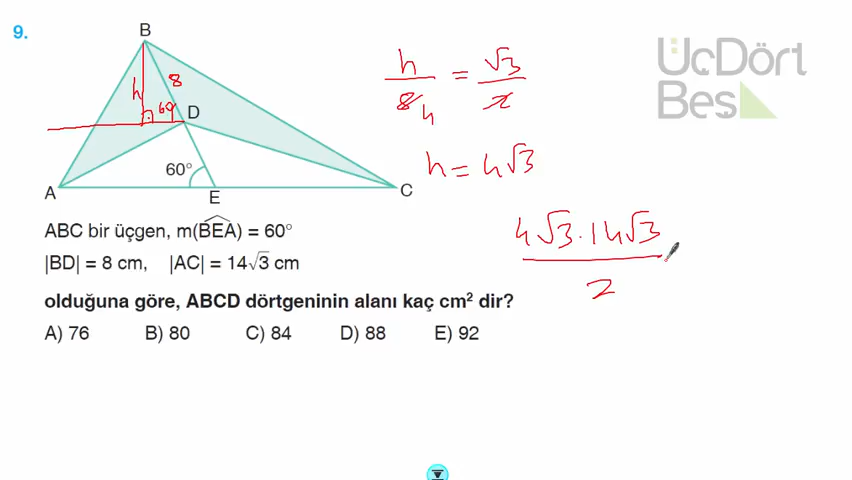 9.
B
8
h
60
D
60°
A
E
C
h/8 4 = √3/2
h = 4√3
4√3 . 14√3
2
ÜçDört
Beş
ABC bir üçgen, m(BEA) = 60°
|BD| = 8 cm, |AC| = 14√3 cm
olduğuna göre, ABCD dörtgeninin alanı kaç cm² dir?
A) 76 B) 80 C) 84 D) 88 E) 92